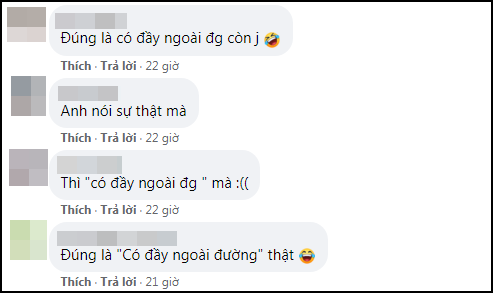 Đúng là có đầy ngoài đg còn j 🤣
Thích · Trả lời · 22 giờ
Anh nói sự thật mà
Thích · Trả lời · 22 giờ
Thì "có đầy ngoài đg " mà :((
Thích · Trả lời · 22 giờ
Đúng là "Có đầy ngoài đường" thật 😂
Thích · Trả lời · 21 giờ